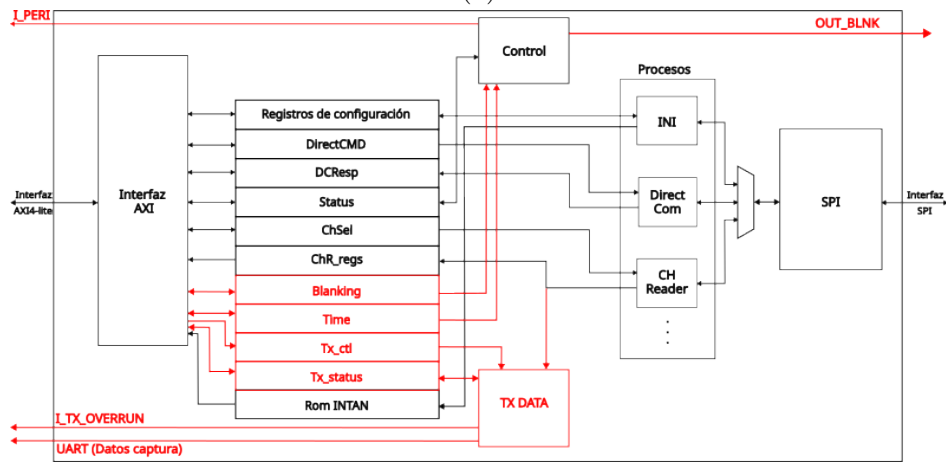 I_PERI
OUT_BLNK
Control
Procesos
Registros de configuración
INI
DirectCMD
DCResp
Interfaz
AXI
Interfaz
AXI4-lite
Status
Direct
Com
SPI
Interfaz
SPI
ChSel
ChR_regs
CH
Reader
Blanking
Time
Tx_ctl
Tx_status
Rom INTAN
TX DATA
I_TX_OVERRUN
UART (Datos captura)